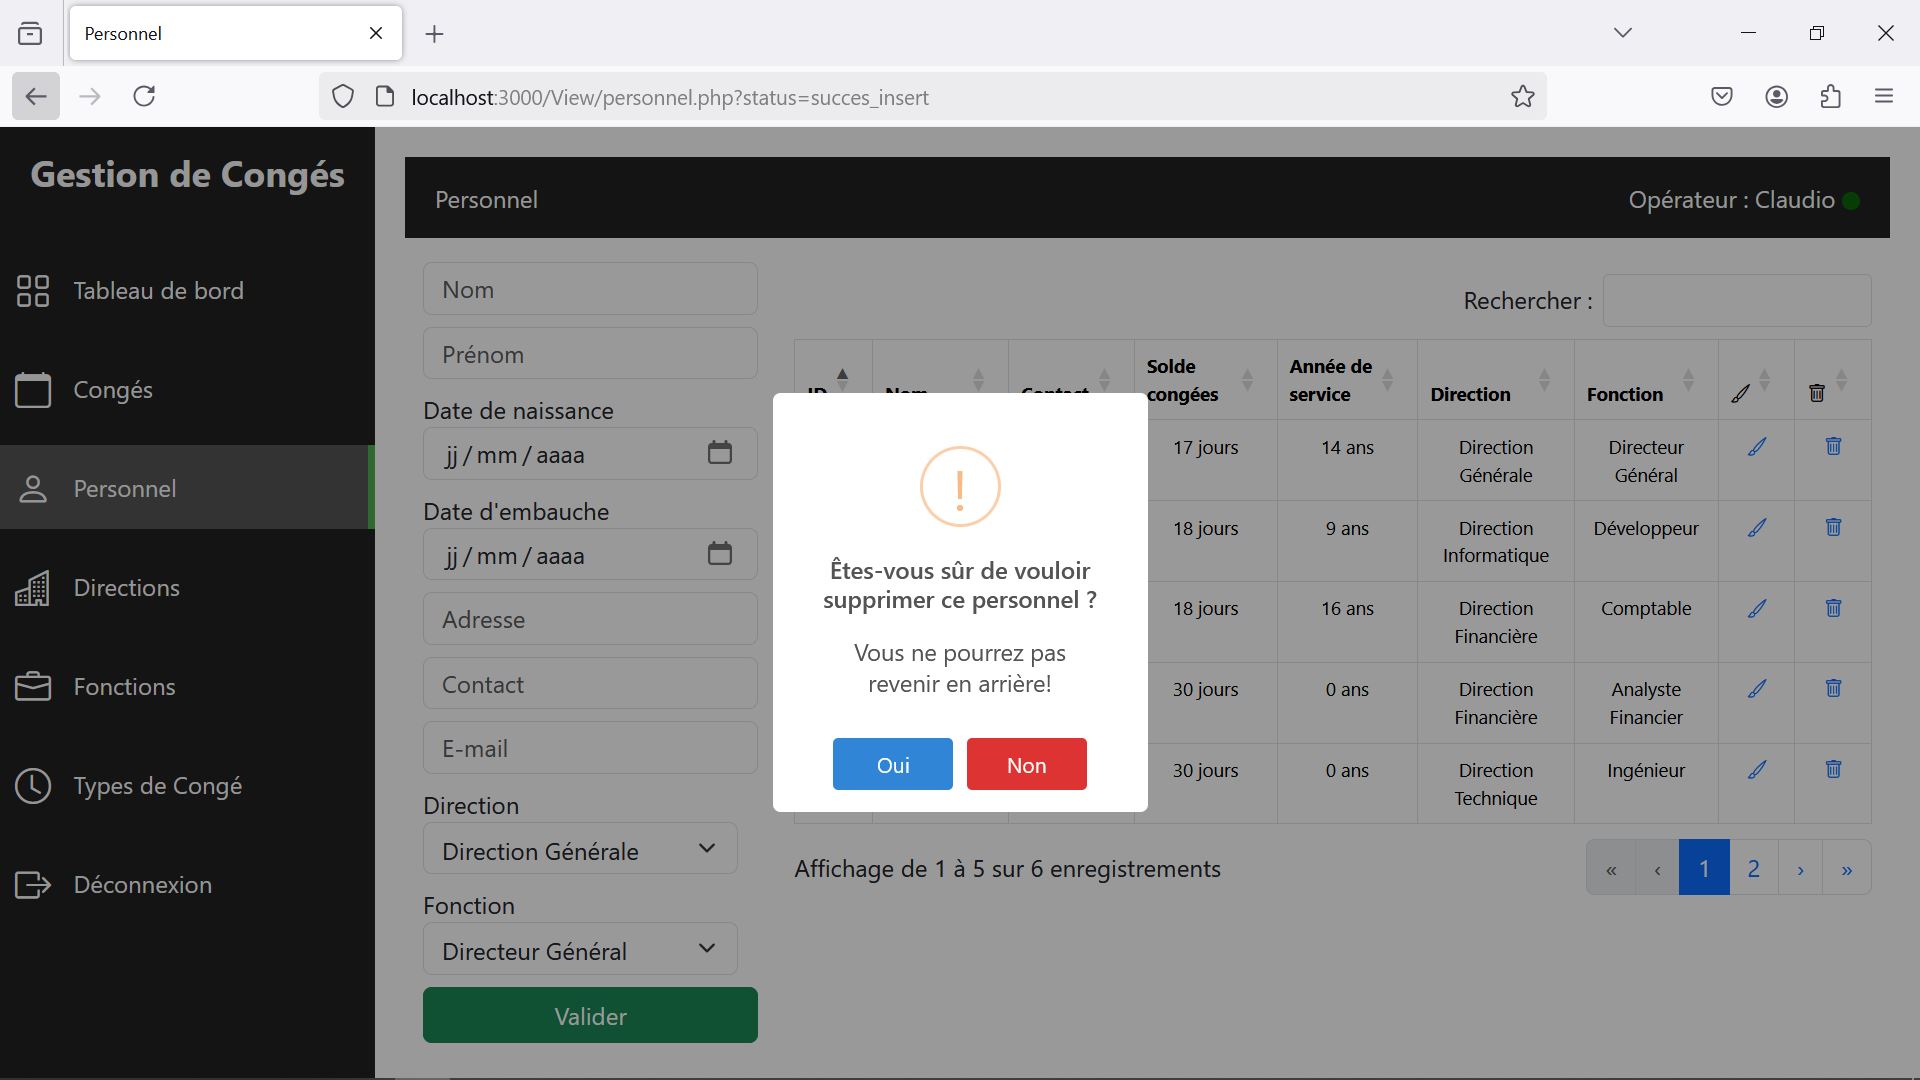 Personnel
localhost:3000/View/personnel.php?status=succes_insert
Gestion de Congés
Tableau de bord
Congés
Personnel
Directions
Fonctions
Types de Congé
Déconnexion
Personnel
Opérateur : Claudio
Nom
Prénom
Date de naissance
jj/mm/aaaa
Date d'embauche
jj/mm/aaaa
Adresse
Contact
E-mail
Direction
Direction Générale
Fonction
Directeur Général
Valider
Rechercher :
ID Nom Contact Solde congées Année de service Direction Fonction
17 jours 14 ans Direction Générale Directeur Général
18 jours 9 ans Direction Informatique Développeur
18 jours 16 ans Direction Financière Comptable
30 jours 0 ans Direction Financière Analyste Financier
30 jours 0 ans Direction Technique Ingénieur
Affichage de 1 à 5 sur 6 enregistrements
« ‹ 1 2 › »
!
Êtes-vous sûr de vouloir
supprimer ce personnel ?
Vous ne pourrez pas
revenir en arrière!
Oui
Non